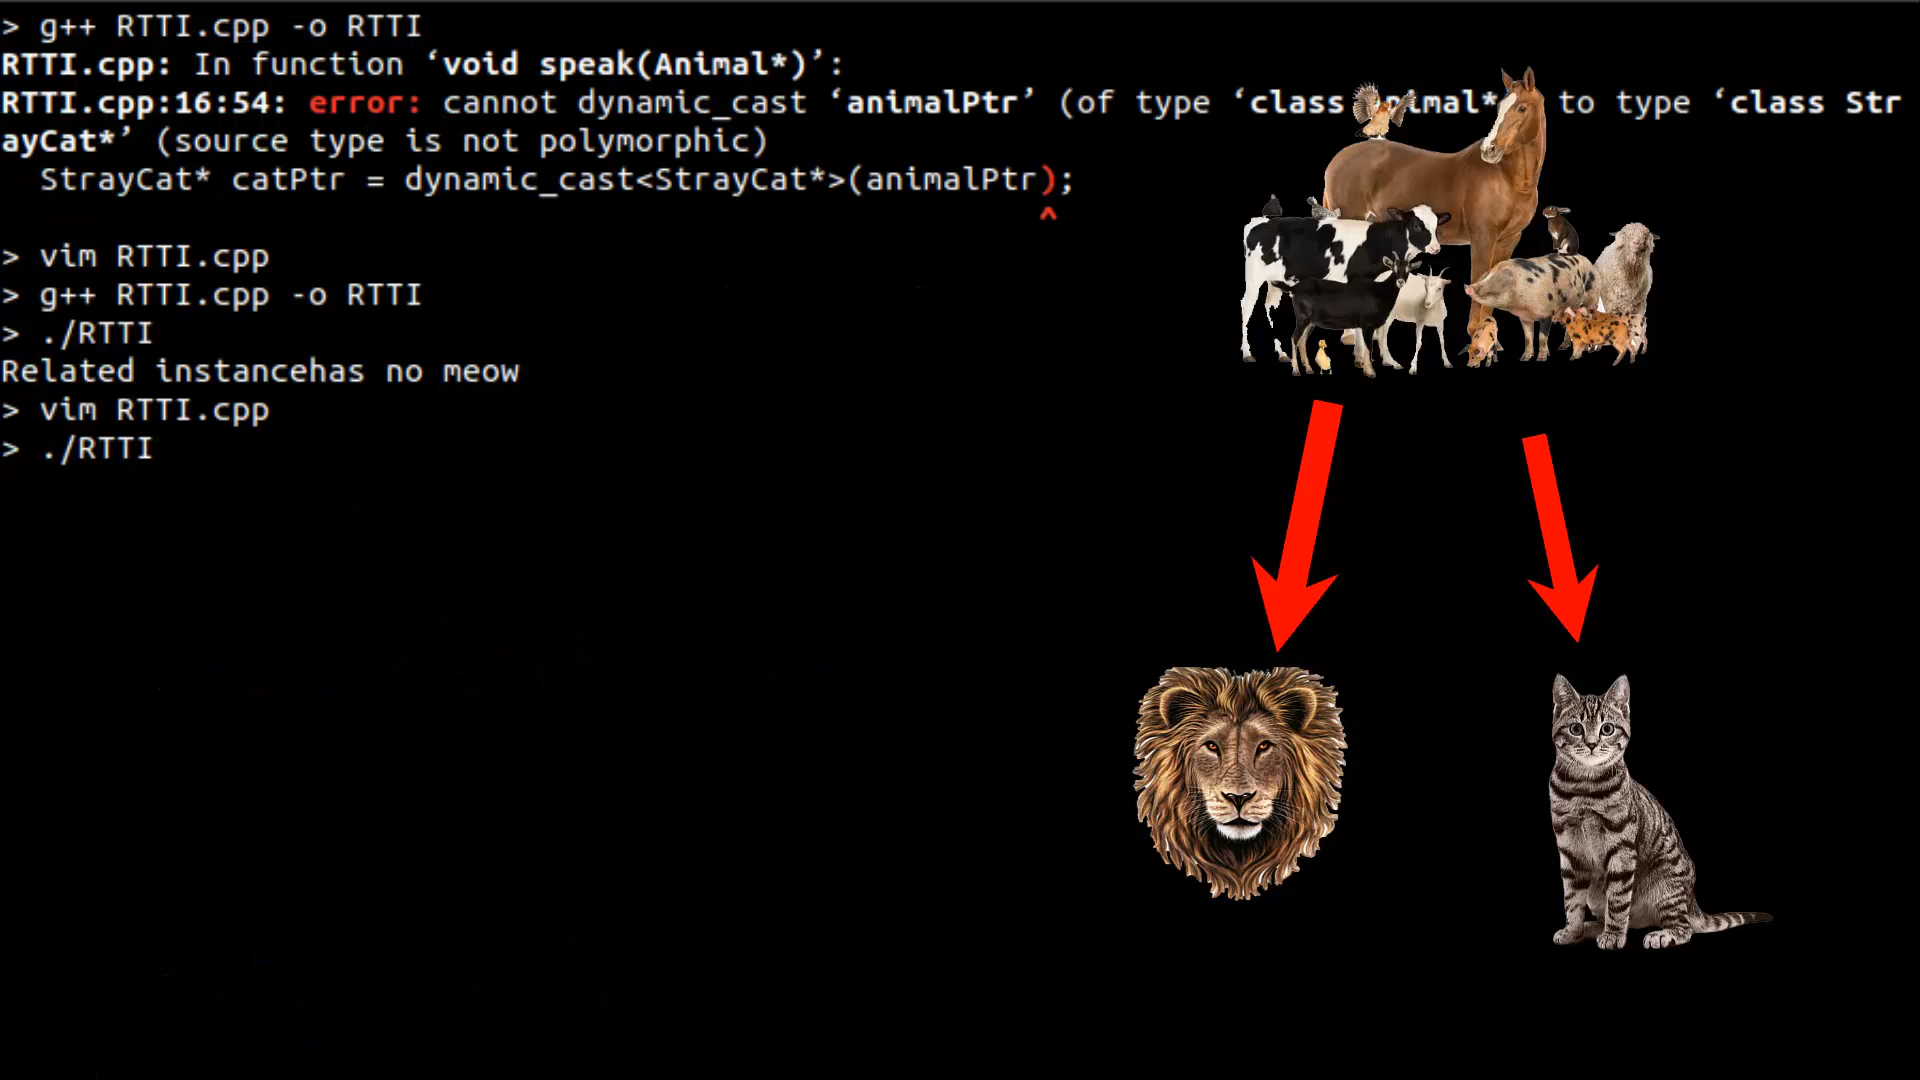 > g++ RTTI.cpp -o RTTI
RTTI.cpp: In function ‘void speak(Animal*)’:
RTTI.cpp:16:54: error: cannot dynamic_cast ‘animalPtr’ (of type ‘class nimal* to type ‘class Str
ayCat*’ (source type is not polymorphic)
StrayCat* catPtr = dynamic_cast<StrayCat*>(animalPtr);
^
> vim RTTI.cpp
> g++ RTTI.cpp -o RTTI
> ./RTTI
Related instancehas no meow
> vim RTTI.cpp
> ./RTTI